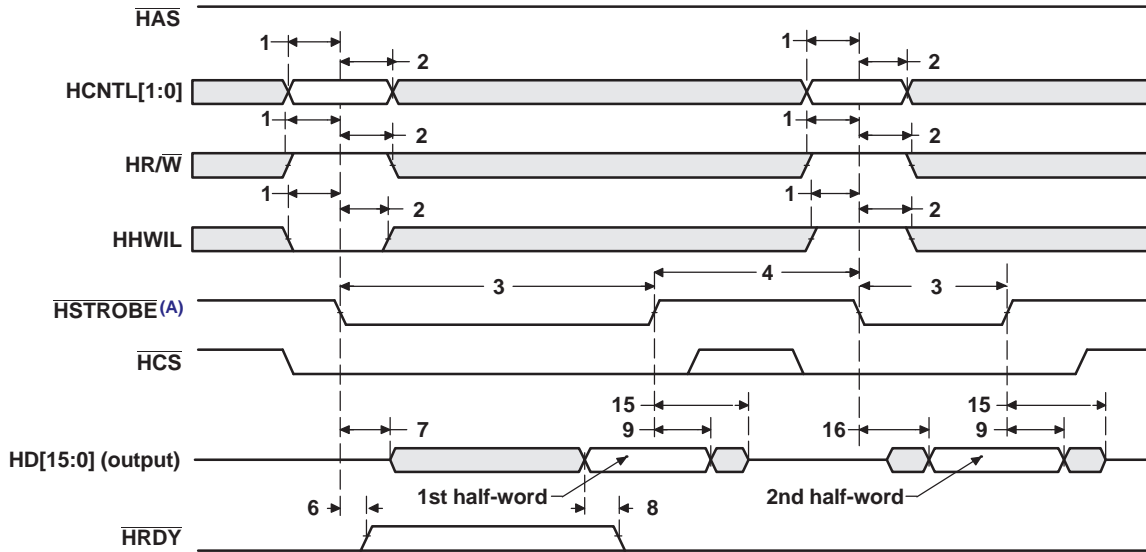 HAS
1
1
2
2
HCNTL[1:0]
1
1
2
2
HR/W
1
1
2
2
HHWIL
4
3
3
HSTROBE(A)
HCS
15
15
7
9
16
9
HD[15:0] (output)
1st half-word
2nd half-word
6
8
HRDY